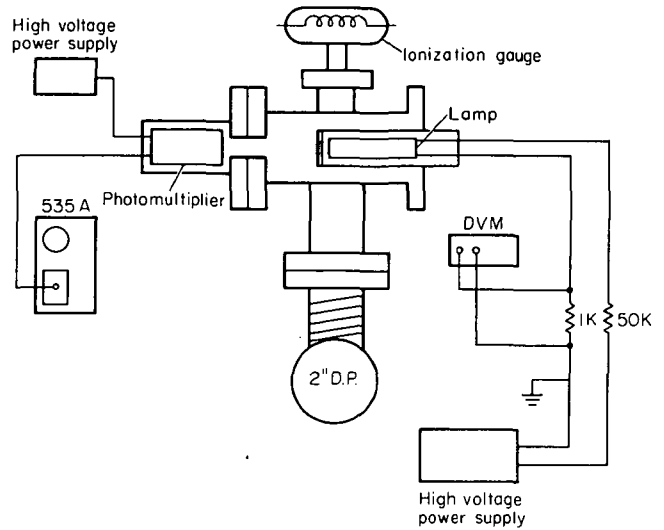 High voltage
power supply
Ionization gauge
Lamp
Photomultiplier
535 A
DVM
1K
50K
2" D.P.
High voltage
power supply